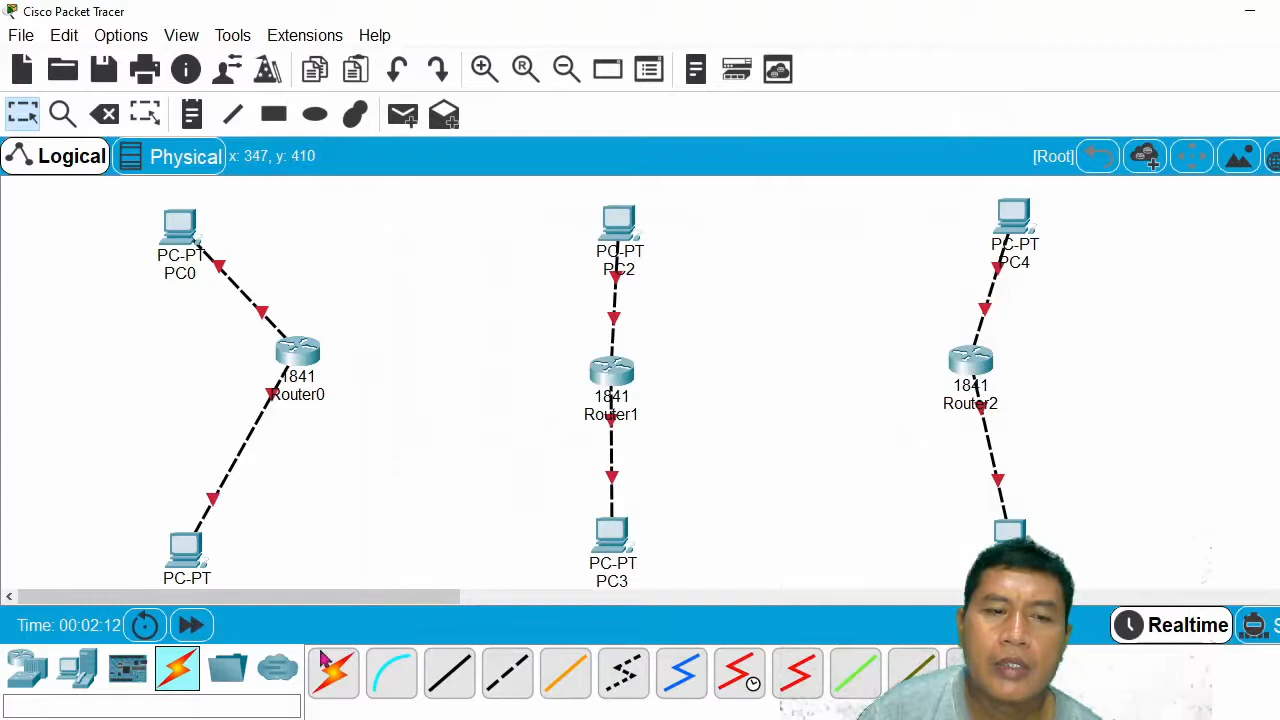 Cisco Packet Tracer
File Edit Options View Tools Extensions Help
Logical Physical x: 347, y: 410 [Root]
PC-PT
PC0
PC-PT
PC2
PC-PT
PC4
1841
Router0
1841
Router1
1841
Router2
PC-PT
PC-PT
PC3
Time: 00:02:12 Realtime S